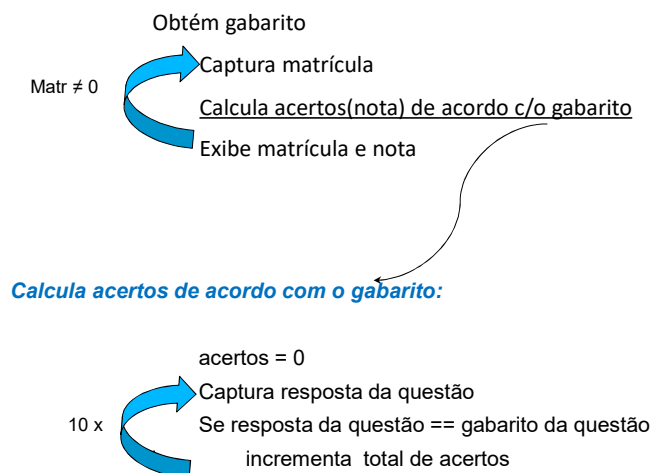 Obtém gabarito
Captura matrícula
Matr ≠ 0
Calcula acertos(nota) de acordo c/o gabarito
Exibe matrícula e nota
Calcula acertos de acordo com o gabarito:
acertos = 0
Captura resposta da questão
10 x
Se resposta da questão == gabarito da questão
incrementa total de acertos